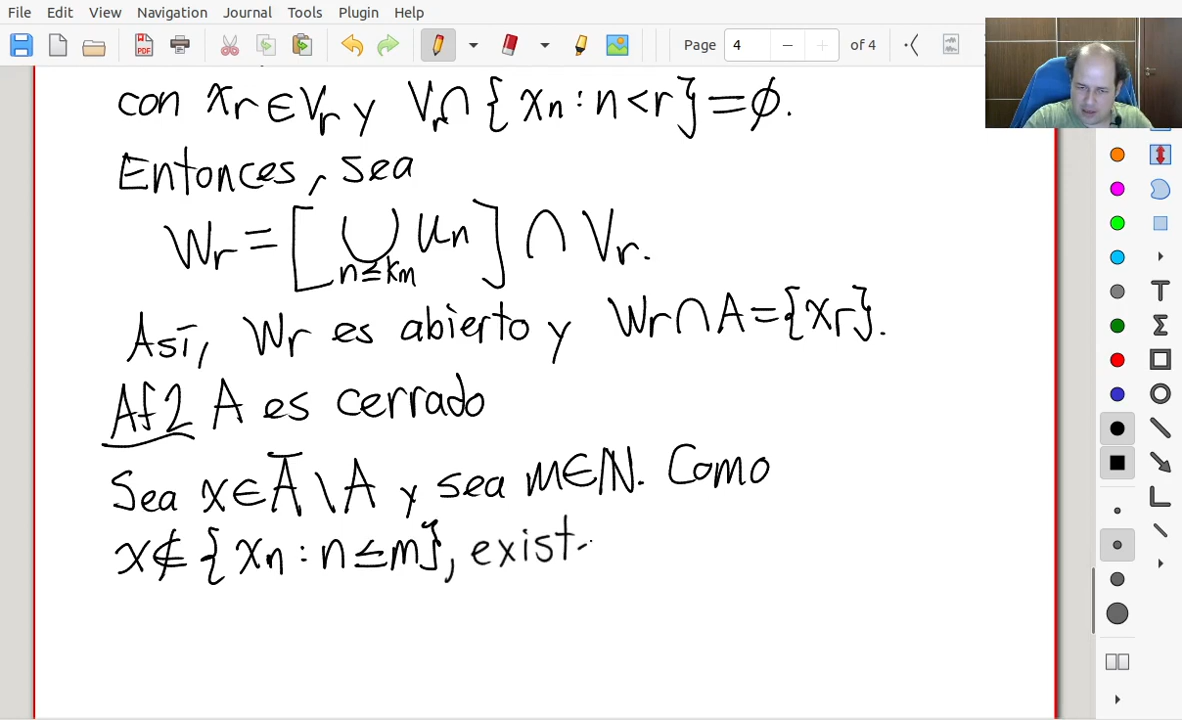 File Edit View Navigation Journal Tools Plugin Help
Page 4 of 4
con xr∈Vr y Vr∩{xn:n<r}=∅.
Entonces, sea
Wr=[⋃n≤km Un]∩Vr.
Así, Wr es abierto y Wr∩A={xr}.
Af2 A es cerrado
Sea x∈Ā\A y sea m∈ℕ. Como
x∉{xn:n≤m}, exist